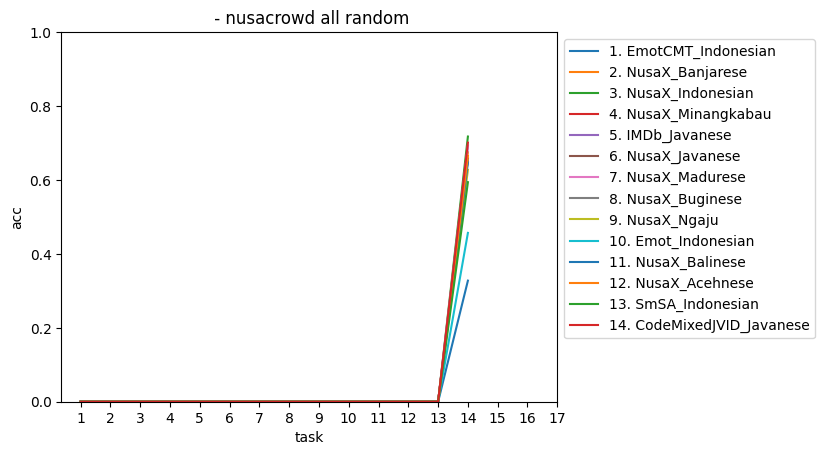 - nusacrowd all random
1.0
0.8
0.6
0.4
0.2
0.0
acc
1 2 3 4 5 6 7 8 9 10 11 12 13 14 15 16 17
task
1. EmotCMT_Indonesian
2. NusaX_Banjarese
3. NusaX_Indonesian
4. NusaX_Minangkabau
5. IMDb_Javanese
6. NusaX_Javanese
7. NusaX_Madurese
8. NusaX_Buginese
9. NusaX_Ngaju
10. Emot_Indonesian
11. NusaX_Balinese
12. NusaX_Acehnese
13. SmSA_Indonesian
14. CodeMixedJVID_Javanese